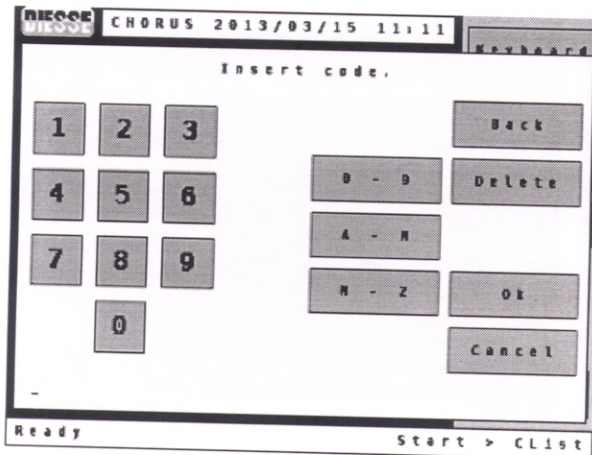 DIESSE CHORUS 2013/03/15 11:11
Keyboard
Insert code.
1 2 3 Back
4 5 6 0 - 9 Delete
A - M
7 8 9 N - Z Ok
0 Cancel
-
Ready Start > CList